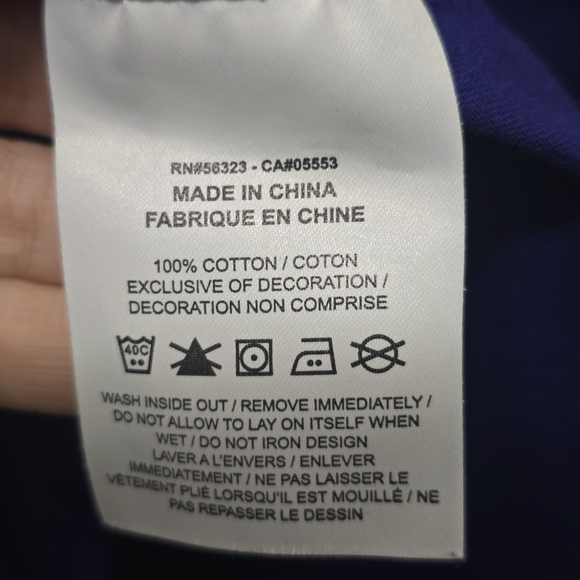 RN#56323 - CA#05553
MADE IN CHINA
FABRIQUE EN CHINE
100% COTTON / COTON
EXCLUSIVE OF DECORATION /
DECORATION NON COMPRISE
40C
WASH INSIDE OUT / REMOVE IMMEDIATELY /
DO NOT ALLOW TO LAY ON ITSELF WHEN
WET / DO NOT IRON DESIGN
LAVER A L'ENVERS / ENLEVER
IMMEDIATEMENT / NE PAS LAISSER LE
VÊTEMENT PLIÉ LORSQU'IL EST MOUILLÉ / NE
PAS REPASSER LE DESSIN